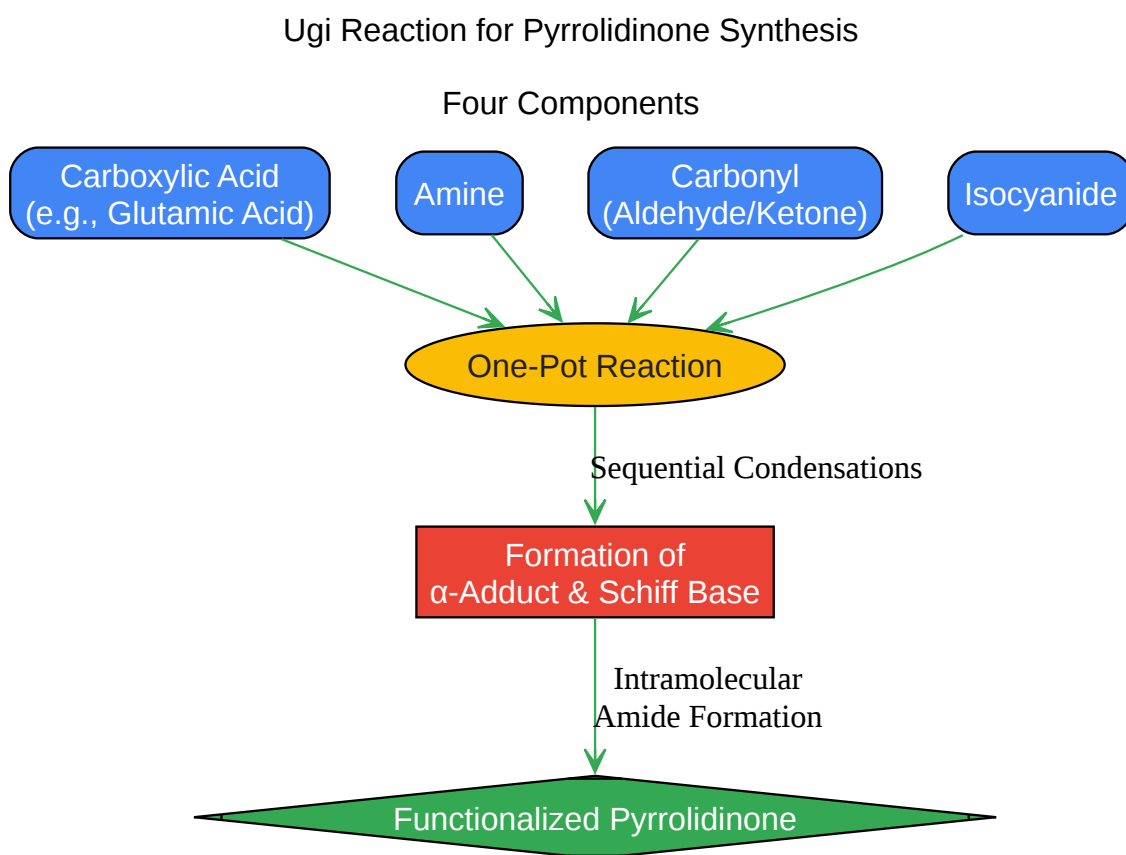 Ugi Reaction for Pyrrolidinone Synthesis
Four Components
Carboxylic Acid
(e.g., Glutamic Acid)
Amine
Carbonyl
(Aldehyde/Ketone)
Isocyanide
One-Pot Reaction
Sequential Condensations
Formation of
α-Adduct & Schiff Base
Intramolecular
Amide Formation
Functionalized Pyrrolidinone